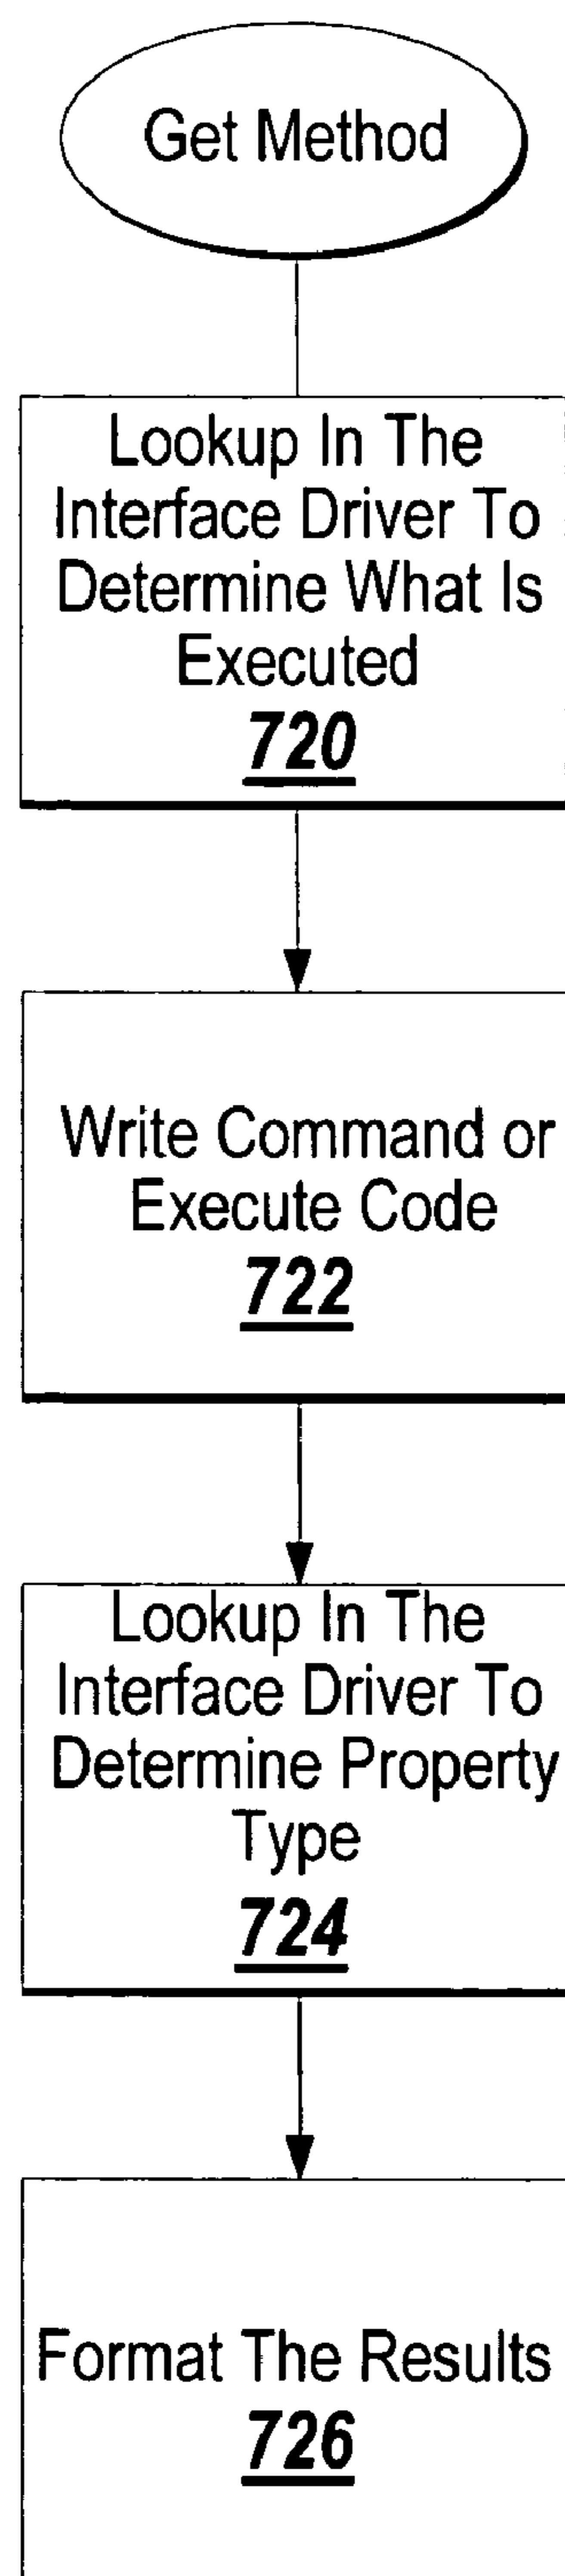 Get Method
Lookup In The
Interface Driver To
Determine What Is
Executed
720
Write Command or
Execute Code
722
Lookup In The
Interface Driver To
Determine Property
Type
724
Format The Results
726